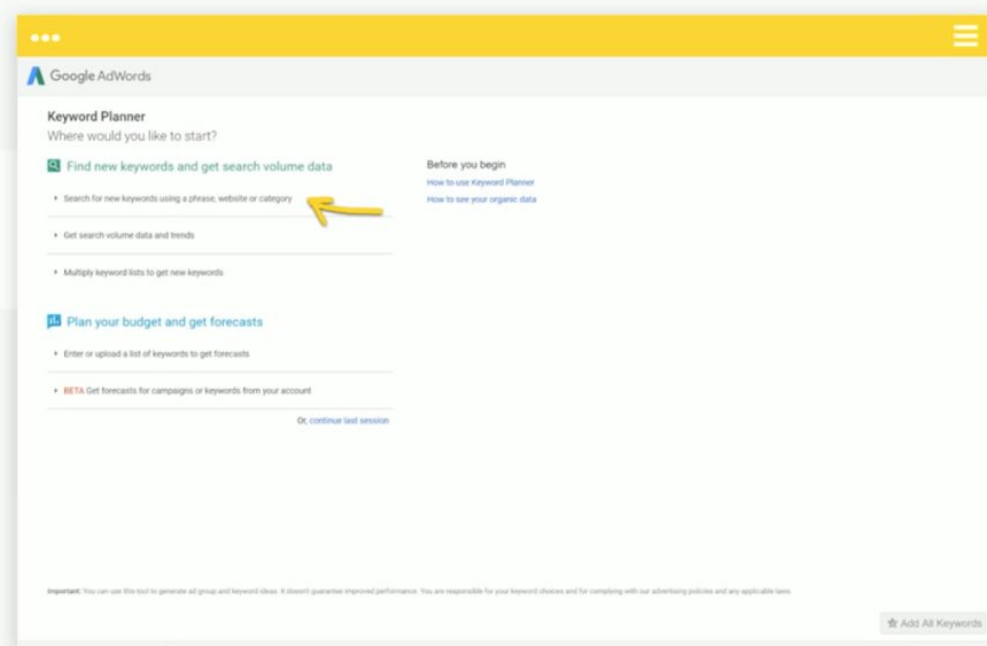 Google AdWords
Keyword Planner
Where would you like to start?
Find new keywords and get search volume data
Search for new keywords using a phrase, website or category
Get search volume data and trends
Multiply keyword lists to get new keywords
Plan your budget and get forecasts
Enter or upload a list of keywords to get forecasts
BETA Get forecasts for campaigns or keywords from your account
Or, continue last session
Before you begin
How to use Keyword Planner
How to see your organic data
Important: You can use this tool to generate ad group and keyword ideas. It doesn't guarantee improved performance. You are responsible for your keyword choices and for complying with our advertising policies and any applicable laws.
Add All Keywords